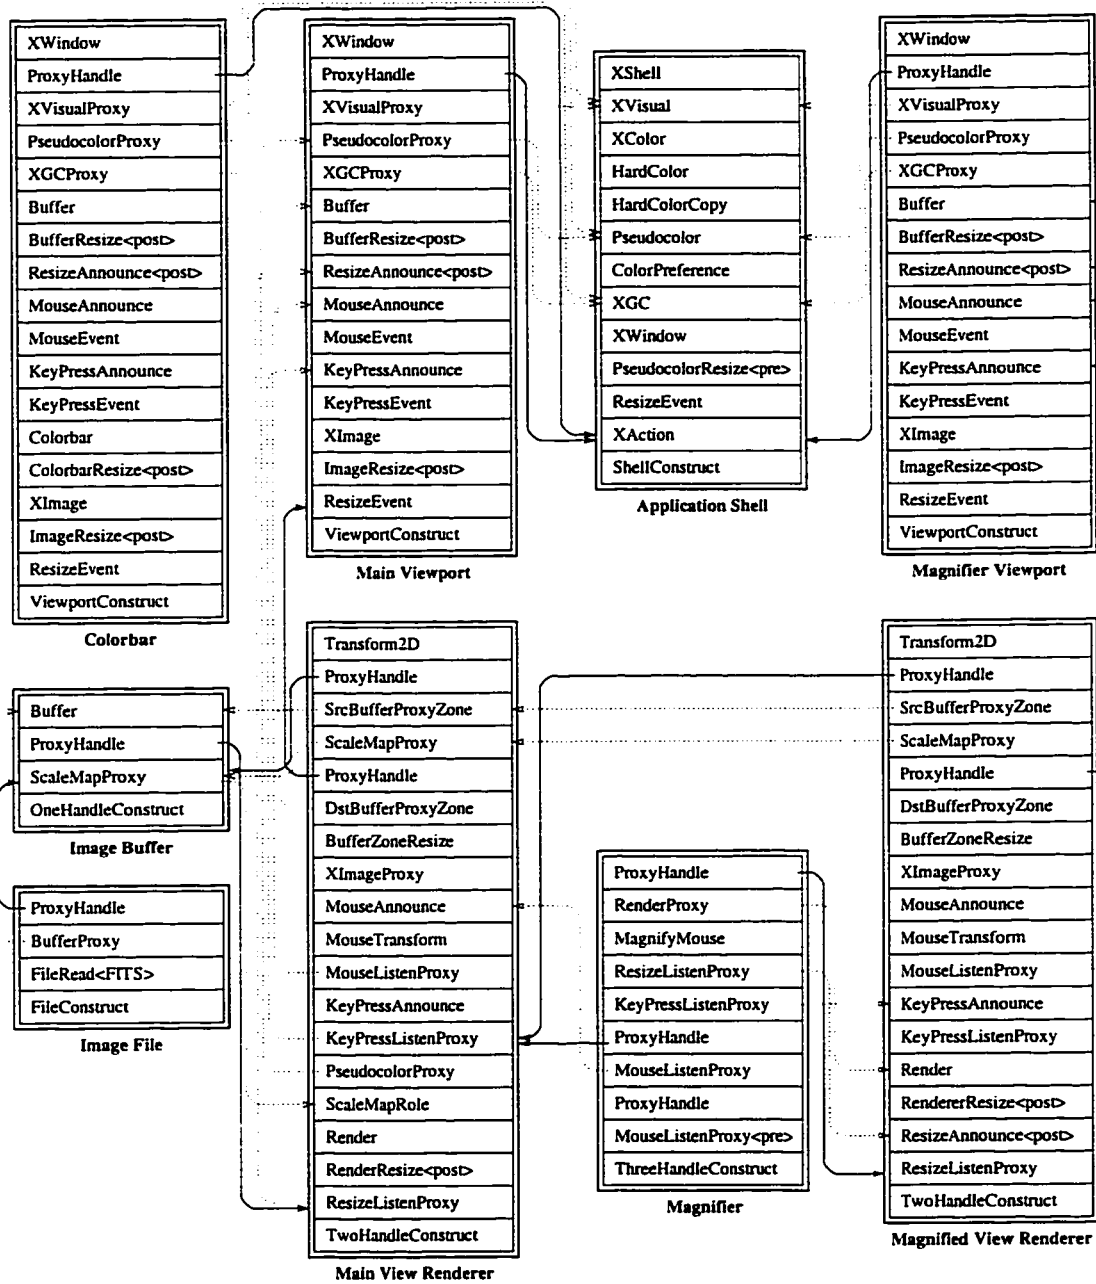 XWindow
ProxyHandle
XVisualProxy
PseudocolorProxy
XGCProxy
Buffer
BufferResize<post>
ResizeAnnounce<post>
MouseAnnounce
MouseEvent
KeyPressAnnounce
KeyPressEvent
Colorbar
ColorbarResize<post>
XImage
ImageResize<post>
ResizeEvent
ViewportConstruct
Colorbar
XWindow
ProxyHandle
XVisualProxy
PseudocolorProxy
XGCProxy
Buffer
BufferResize<post>
ResizeAnnounce<post>
MouseAnnounce
MouseEvent
KeyPressAnnounce
KeyPressEvent
XImage
ImageResize<post>
ResizeEvent
ViewportConstruct
Main Viewport
XShell
XVisual
XColor
HardColor
HardColorCopy
Pseudocolor
ColorPreference
XGC
XWindow
PseudocolorResize<pre>
ResizeEvent
XAction
ShellConstruct
Application Shell
XWindow
ProxyHandle
XVisualProxy
PseudocolorProxy
XGCProxy
Buffer
BufferResize<post>
ResizeAnnounce<post>
MouseAnnounce
MouseEvent
KeyPressAnnounce
KeyPressEvent
XImage
ImageResize<post>
ResizeEvent
ViewportConstruct
Magnifier Viewport
Buffer
ProxyHandle
ScaleMapProxy
OneHandleConstruct
Image Buffer
ProxyHandle
BufferProxy
FileRead<FITS>
FileConstruct
Image File
Transform2D
ProxyHandle
SrcBufferProxyZone
ScaleMapProxy
ProxyHandle
DstBufferProxyZone
BufferZoneResize
XImageProxy
MouseAnnounce
MouseTransform
MouseListenProxy
KeyPressAnnounce
KeyPressListenProxy
PseudocolorProxy
ScaleMapRole
Render
RenderResize<post>
ResizeListenProxy
TwoHandleConstruct
Main View Renderer
ProxyHandle
RenderProxy
MagnifyMouse
ResizeListenProxy
KeyPressListenProxy
ProxyHandle
MouseListenProxy
ProxyHandle
MouseListenProxy<pre>
ThreeHandleConstruct
Magnifier
Transform2D
ProxyHandle
SrcBufferProxyZone
ScaleMapProxy
ProxyHandle
DstBufferProxyZone
BufferZoneResize
XImageProxy
MouseAnnounce
MouseTransform
MouseListenProxy
KeyPressAnnounce
KeyPressListenProxy
Render
RendererResize<post>
ResizeAnnounce<post>
ResizeListenProxy
TwoHandleConstruct
Magnified View Renderer